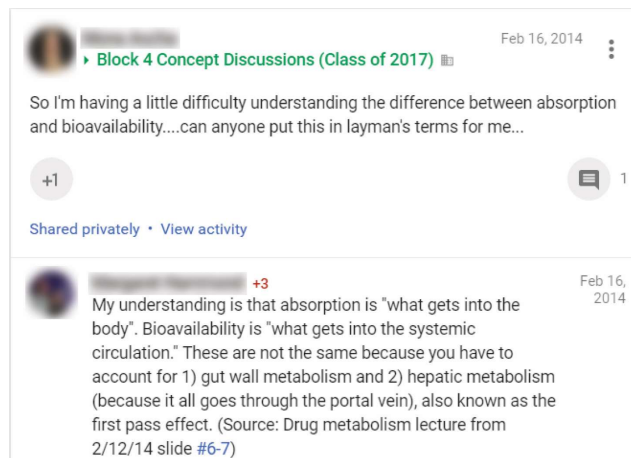 Feb 16, 2014
Block 4 Concept Discussions (Class of 2017)
So I'm having a little difficulty understanding the difference between absorption
and bioavailability....can anyone put this in layman's terms for me...
+1
1
Shared privately • View activity
+3
Feb 16,
2014
My understanding is that absorption is "what gets into the
body". Bioavailability is "what gets into the systemic
circulation." These are not the same because you have to
account for 1) gut wall metabolism and 2) hepatic metabolism
(because it all goes through the portal vein), also known as the
first pass effect. (Source: Drug metabolism lecture from
2/12/14 slide #6-7)